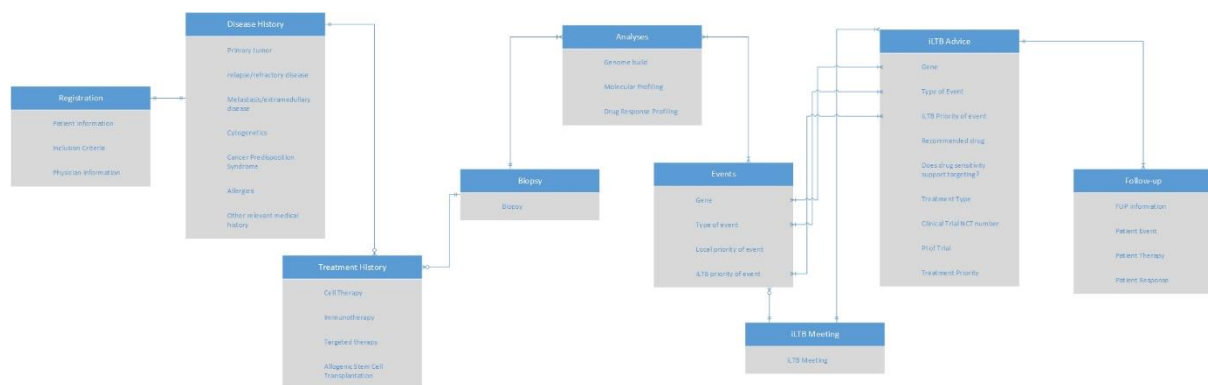 Disease History
Primary tumor
relapse/refractory disease
Metastasis/extramedullary
disease
Cytogenetics
Cancer Predisposition
Syndrome
Allergies
Other relevant medical
history
Registration
Patient information
Inclusion Criteria
Physician information
Treatment History
Cell Therapy
Immunotherapy
Targeted therapy
Allogenic Stem Cell
Transplantation
Biopsy
Biopsy
Analyses
Genome build
Molecular Profiling
Drug Response Profiling
Events
Gene
Type of event
Local priority of event
iLTB priority of event
iLTB Meeting
iLTB Meeting
iLTB Advice
Gene
Type of Event
iLTB Priority of event
Recommended drug
Does drug sensitivity
support targeting?
Treatment Type
Clinical Trial NCT number
PI of Trial
Treatment Priority
Follow-up
FUP information
Patient Event
Patient Therapy
Patient Response